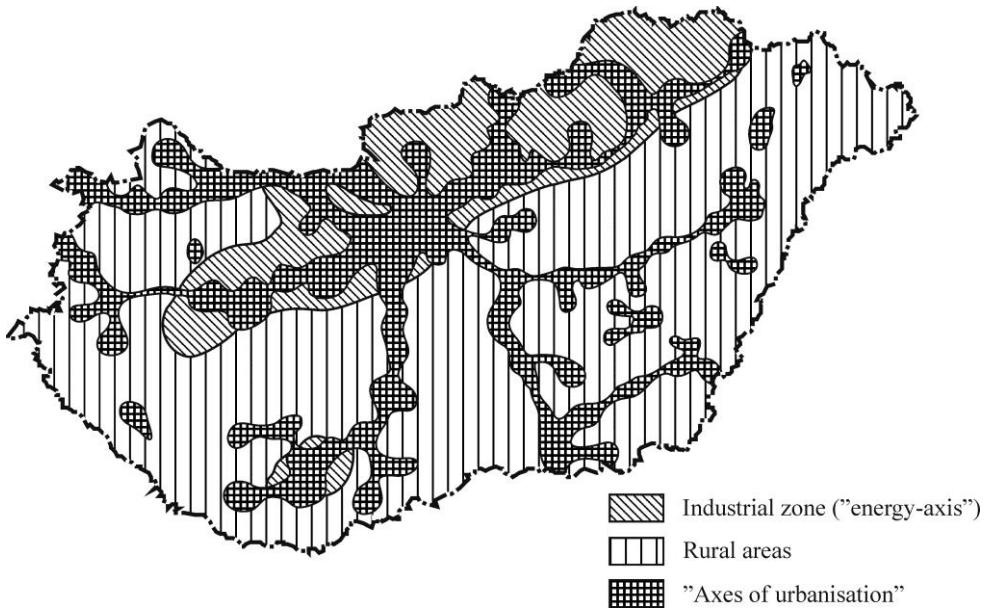 Industrial zone (”energy-axis”)
Rural areas
”Axes of urbanisation”